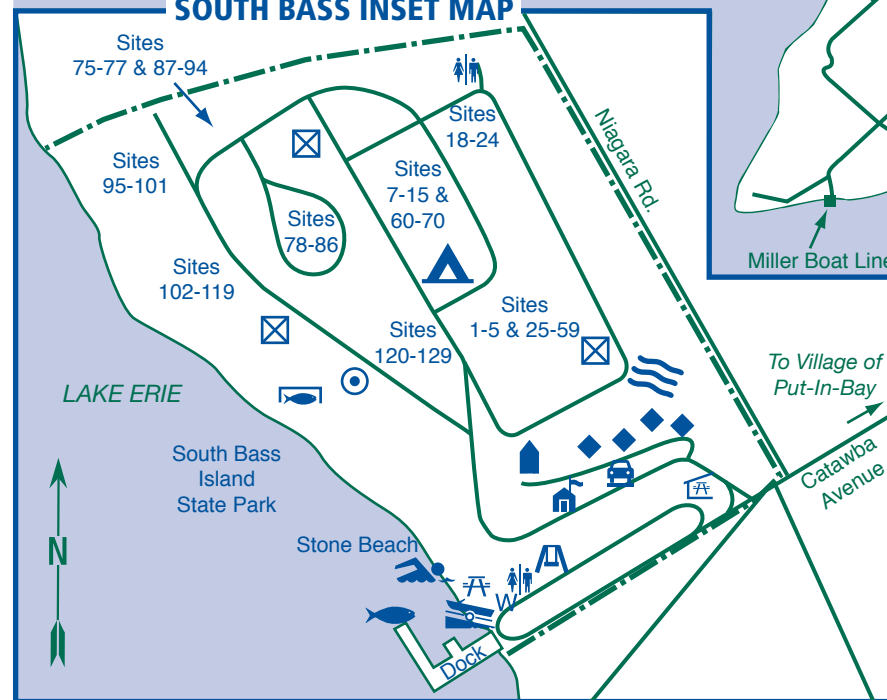 SOUTH BASS INSET MAP
Sites
75-77 & 87-94
Sites
18-24
Niagara Rd.
Sites
95-101
Sites
7-15 &
60-70
Sites
78-86
Miller Boat Line
Sites
102-119
Sites
1-5 & 25-59
Sites
120-129
To Village of
Put-In-Bay
LAKE ERIE
Catawba
Avenue
South Bass
Island
State Park
N
Stone Beach
W
Dock